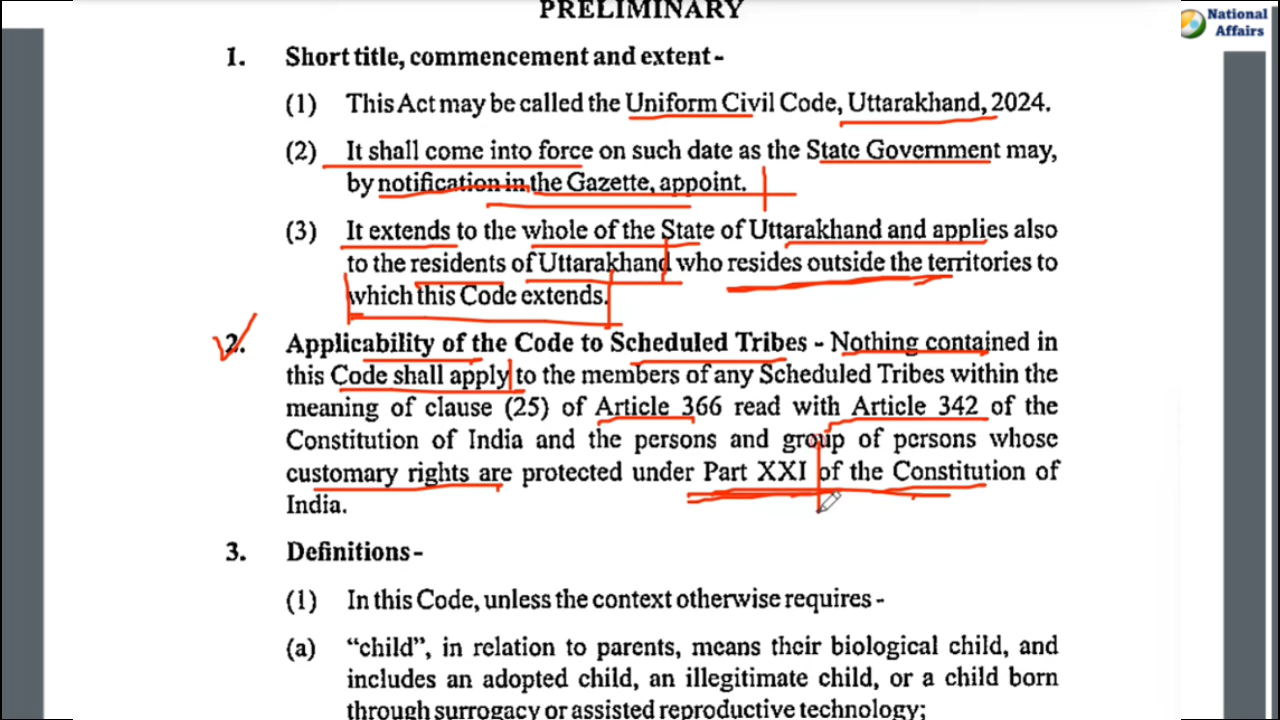 PRELIMINARY
National
Affairs
1. Short title, commencement and extent -
(1) This Act may be called the Uniform Civil Code, Uttarakhand, 2024.
(2) It shall come into force on such date as the State Government may,
by notification in the Gazette, appoint.
(3) It extends to the whole of the State of Uttarakhand and applies also
to the residents of Uttarakhand who resides outside the territories to
which this Code extends.
2. Applicability of the Code to Scheduled Tribes - Nothing contained in
this Code shall apply to the members of any Scheduled Tribes within the
meaning of clause (25) of Article 366 read with Article 342 of the
Constitution of India and the persons and group of persons whose
customary rights are protected under Part XXI of the Constitution of
India.
3. Definitions -
(1) In this Code, unless the context otherwise requires -
(a) “child”, in relation to parents, means their biological child, and
includes an adopted child, an illegitimate child, or a child born
through surrogacy or assisted reproductive technology;